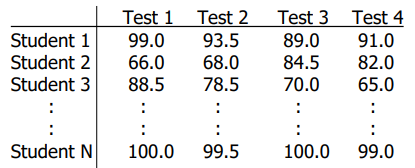 Test 1 Test 2 Test 3 Test 4
Student 1 99.0 93.5 89.0 91.0
Student 2 66.0 68.0 84.5 82.0
Student 3 88.5 78.5 70.0 65.0
: : : : :
: : : : :
Student N 100.0 99.5 100.0 99.0